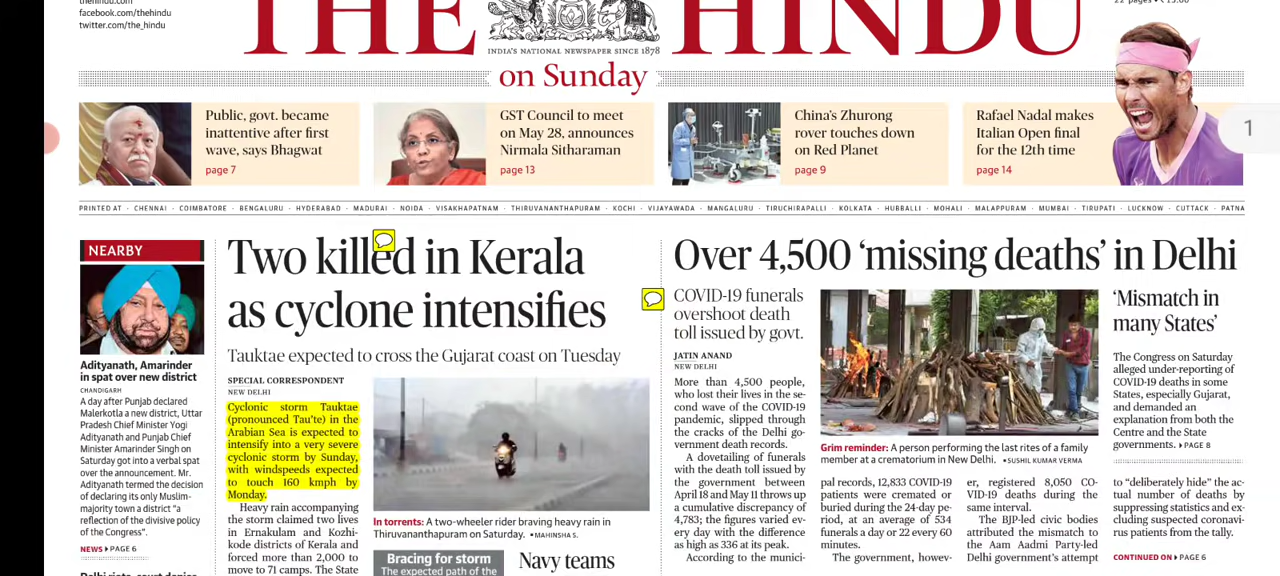 facebook.com/thehindu
twitter.com/the_hindu
THE HINDU
INDIA'S NATIONAL NEWSPAPER SINCE 1878
on Sunday
Public, govt. became
inattentive after first
wave, says Bhagwat
page 7
GST Council to meet
on May 28, announces
Nirmala Sitharaman
page 13
China's Zhurong
rover touches down
on Red Planet
page 9
Rafael Nadal makes
Italian Open final
for the 12th time
page 14
1
PRINTED AT · CHENNAI · COIMBATORE · BENGALURU · HYDERABAD · MADURAI · NOIDA · VISAKHAPATNAM · THIRUVANANTHAPURAM · KOCHI · VIJAYAWADA · MANGALURU · TIRUCHIRAPALLI · KOLKATA · HUBBALLI · MOHALI · MALAPPURAM · MUMBAI · TIRUPATI · LUCKNOW · CUTTACK · PATNA
NEARBY
Adityanath, Amarinder
in spat over new district
CHANDIGARH
A day after Punjab declared
Malerkotla a new district, Uttar
Pradesh Chief Minister Yogi
Adityanath and Punjab Chief
Minister Amarinder Singh on
Saturday got into a verbal spat
over the announcement. Mr.
Adityanath termed the decision
of declaring its only Muslim-
majority town a district "a
reflection of the divisive policy
of the Congress".
NEWS PAGE 6
Two killed in Kerala
as cyclone intensifies
Tauktae expected to cross the Gujarat coast on Tuesday
SPECIAL CORRESPONDENT
NEW DELHI
Cyclonic storm Tauktae
(pronounced Tau'te) in the
Arabian Sea is expected to
intensify into a very severe
cyclonic storm by Sunday,
with windspeeds expected
to touch 160 kmph by
Monday.
Heavy rain accompanying
the storm claimed two lives
in Ernakulam and Kozhi-
kode districts of Kerala and
forced more than 2,000 to
move to 71 camps. The State
In torrents: A two-wheeler rider braving heavy rain in
Thiruvananthapuram on Saturday. • MAHINSHA S.
Bracing for storm
The expected path of the
Navy teams
Over 4,500 'missing deaths' in Delhi
COVID-19 funerals
overshoot death
toll issued by govt.
JATIN ANAND
NEW DELHI
More than 4,500 people,
who lost their lives in the se-
cond wave of the COVID-19
pandemic, slipped through
the cracks of the Delhi go-
vernment death records.
A dovetailing of funerals
with the death toll issued by
the government between
April 18 and May 11 throws up
a cumulative discrepancy of
4,783; the figures varied ev-
ery day with the difference
as high as 336 at its peak.
According to the munici-
Grim reminder: A person performing the last rites of a family
member at a crematorium in New Delhi. • SUSHIL KUMAR VERMA
pal records, 12,833 COVID-19
patients were cremated or
buried during the 24-day pe-
riod, at an average of 534
funerals a day or 22 every 60
minutes.
The government, howev-
er, registered 8,050 CO-
VID-19 deaths during the
same interval.
The BJP-led civic bodies
attributed the mismatch to
the Aam Aadmi Party-led
Delhi government's attempt
'Mismatch in
many States'
The Congress on Saturday
alleged under-reporting of
COVID-19 deaths in some
States, especially Gujarat,
and demanded an
explanation from both the
Centre and the State
governments. PAGE 8
to "deliberately hide" the ac-
tual number of deaths by
suppressing statistics and ex-
cluding suspected coronavi-
rus patients from the tally.
CONTINUED ON PAGE 6